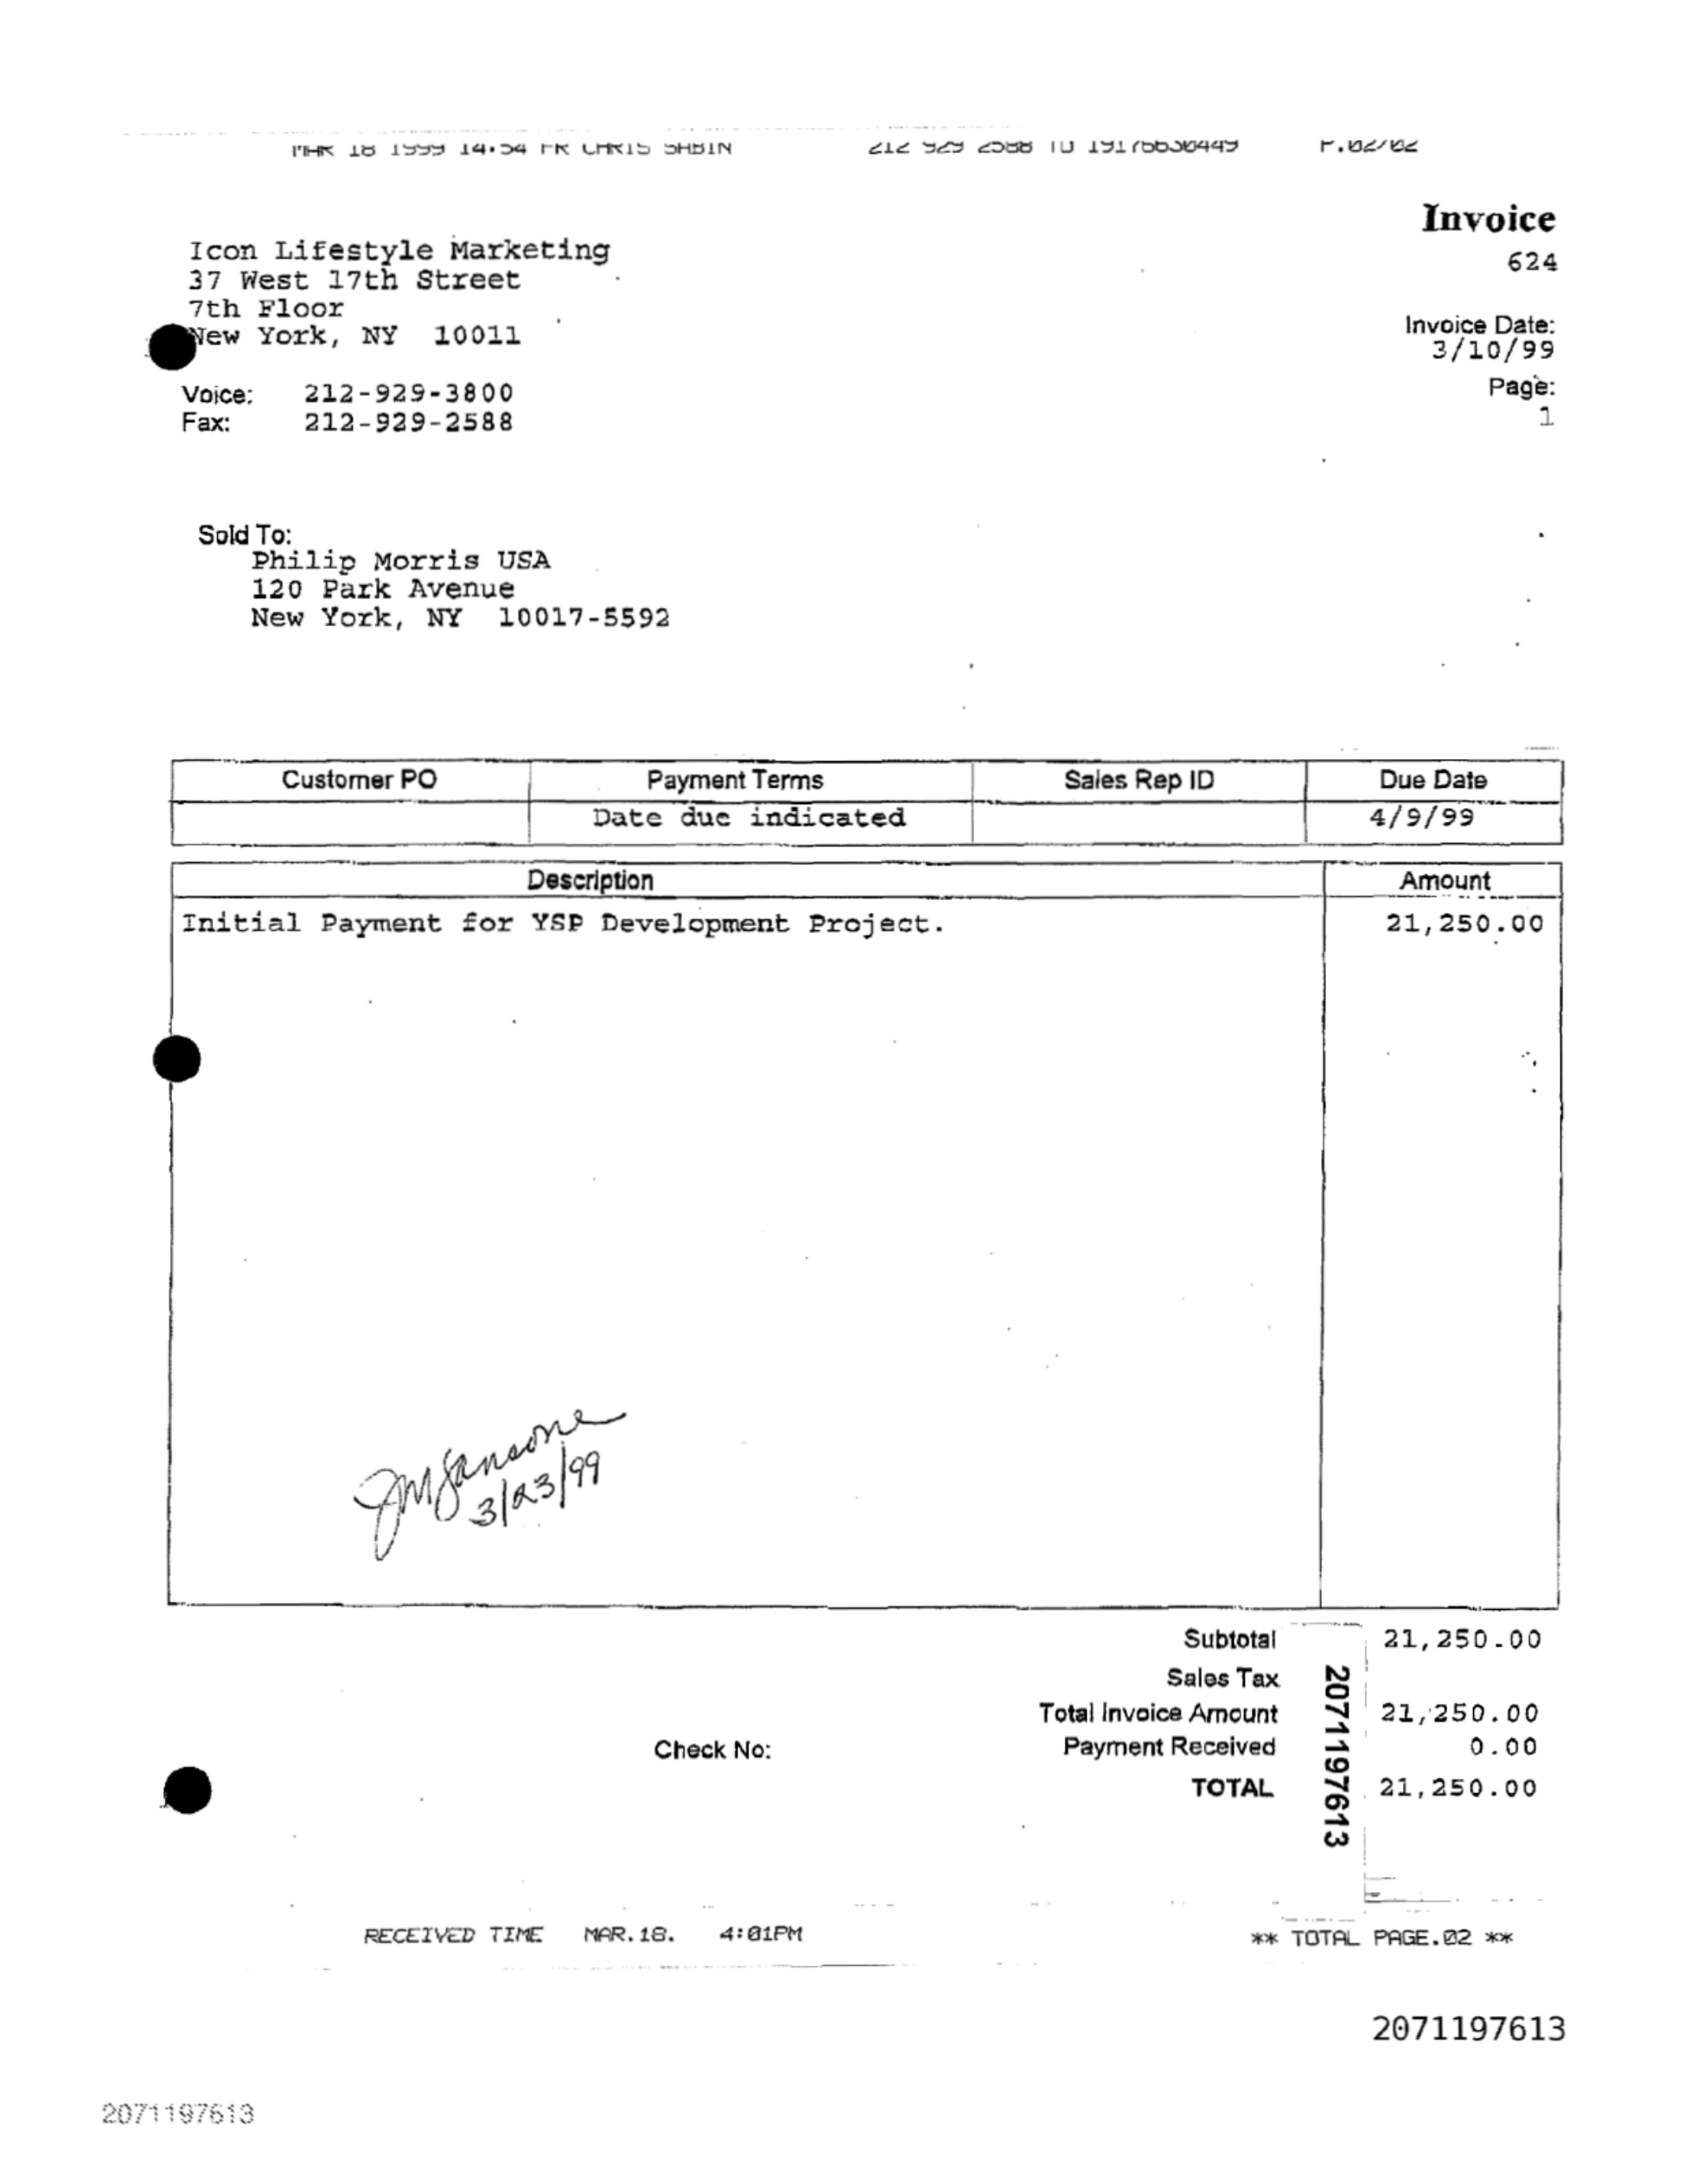 MAR 18 1999 14:54 FR CHRIS SABIN 212 929 2588 TO 19176630449 P.02/02
Invoice
624
Icon Lifestyle Marketing
37 West 17th Street
7th Floor
New York, NY 10011
Invoice Date:
3/10/99
Page:
1
Voice: 212-929-3800
Fax: 212-929-2588
Sold To:
Philip Morris USA
120 Park Avenue
New York, NY 10017-5592
Customer PO Payment Terms Sales Rep ID Due Date
Date due indicated 4/9/99
Description Amount
Initial Payment for YSP Development Project. 21,250.00
JMSansone
3/23/99
Subtotal 21,250.00
Sales Tax
Total Invoice Amount 21,250.00
Check No: Payment Received 0.00
TOTAL 21,250.00
2071197613
RECEIVED TIME MAR.18. 4:01PM ** TOTAL PAGE.02 **
2071197613
2071197613